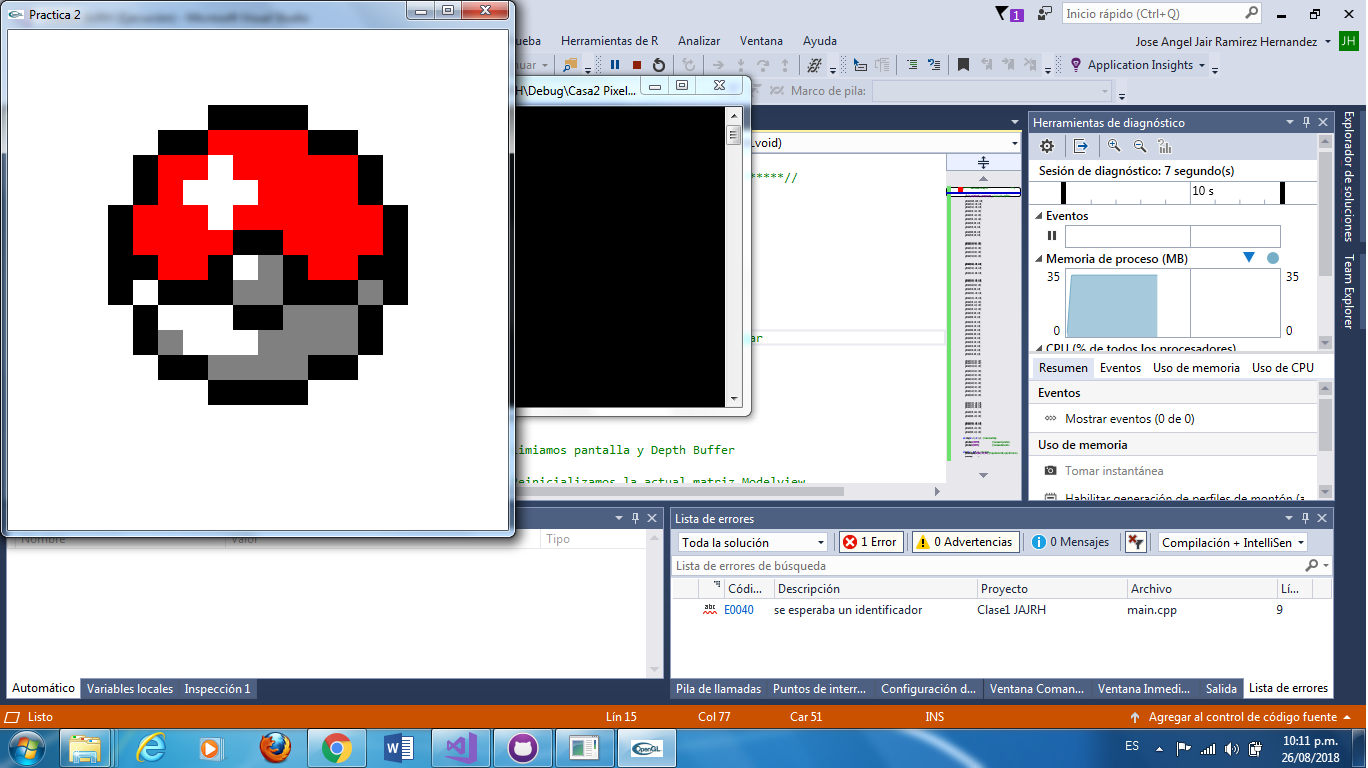 Practica 2
Microsoft Visual Studio
1
Inicio rápido (Ctrl+Q)
Herramientas de R
Analizar
Ventana
Ayuda
Jose Angel Jair Ramirez Hernandez
JH
Application Insights
H\Debug\Casa2 Pixel...
Marco de pila:
void)
*****//
ar
imiamos pantalla y Depth Buffer
einicializamos la actual matriz Modelview
Herramientas de diagnóstico
Sesión de diagnóstico: 7 segundo(s)
10 s
Eventos
Memoria de proceso (MB)
35
35
0
0
CPU (% de todos los procesadores)
Resumen
Eventos
Uso de memoria
Uso de CPU
Eventos
Mostrar eventos (0 de 0)
Uso de memoria
Tomar instantánea
Habilitar generación de perfiles de montón (a
Explorador de soluciones
Team Explorer
Nombre
Valor
Tipo
Automático
Variables locales
Inspección 1
Lista de errores
Toda la solución
1 Error
0 Advertencias
0 Mensajes
Compilación + IntelliSen
Lista de errores de búsqueda
Códi...
Descripción
Proyecto
Archivo
Lí...
abc
E0040
se esperaba un identificador
Clase1 JAJRH
main.cpp
9
Pila de llamadas
Puntos de interr...
Configuración d...
Ventana Coman...
Ventana Inmedi...
Salida
Lista de errores
Listo
Lín 15
Col 77
Car 51
INS
Agregar al control de código fuente
OpenGL
ES
10:11 p.m.
26/08/2018